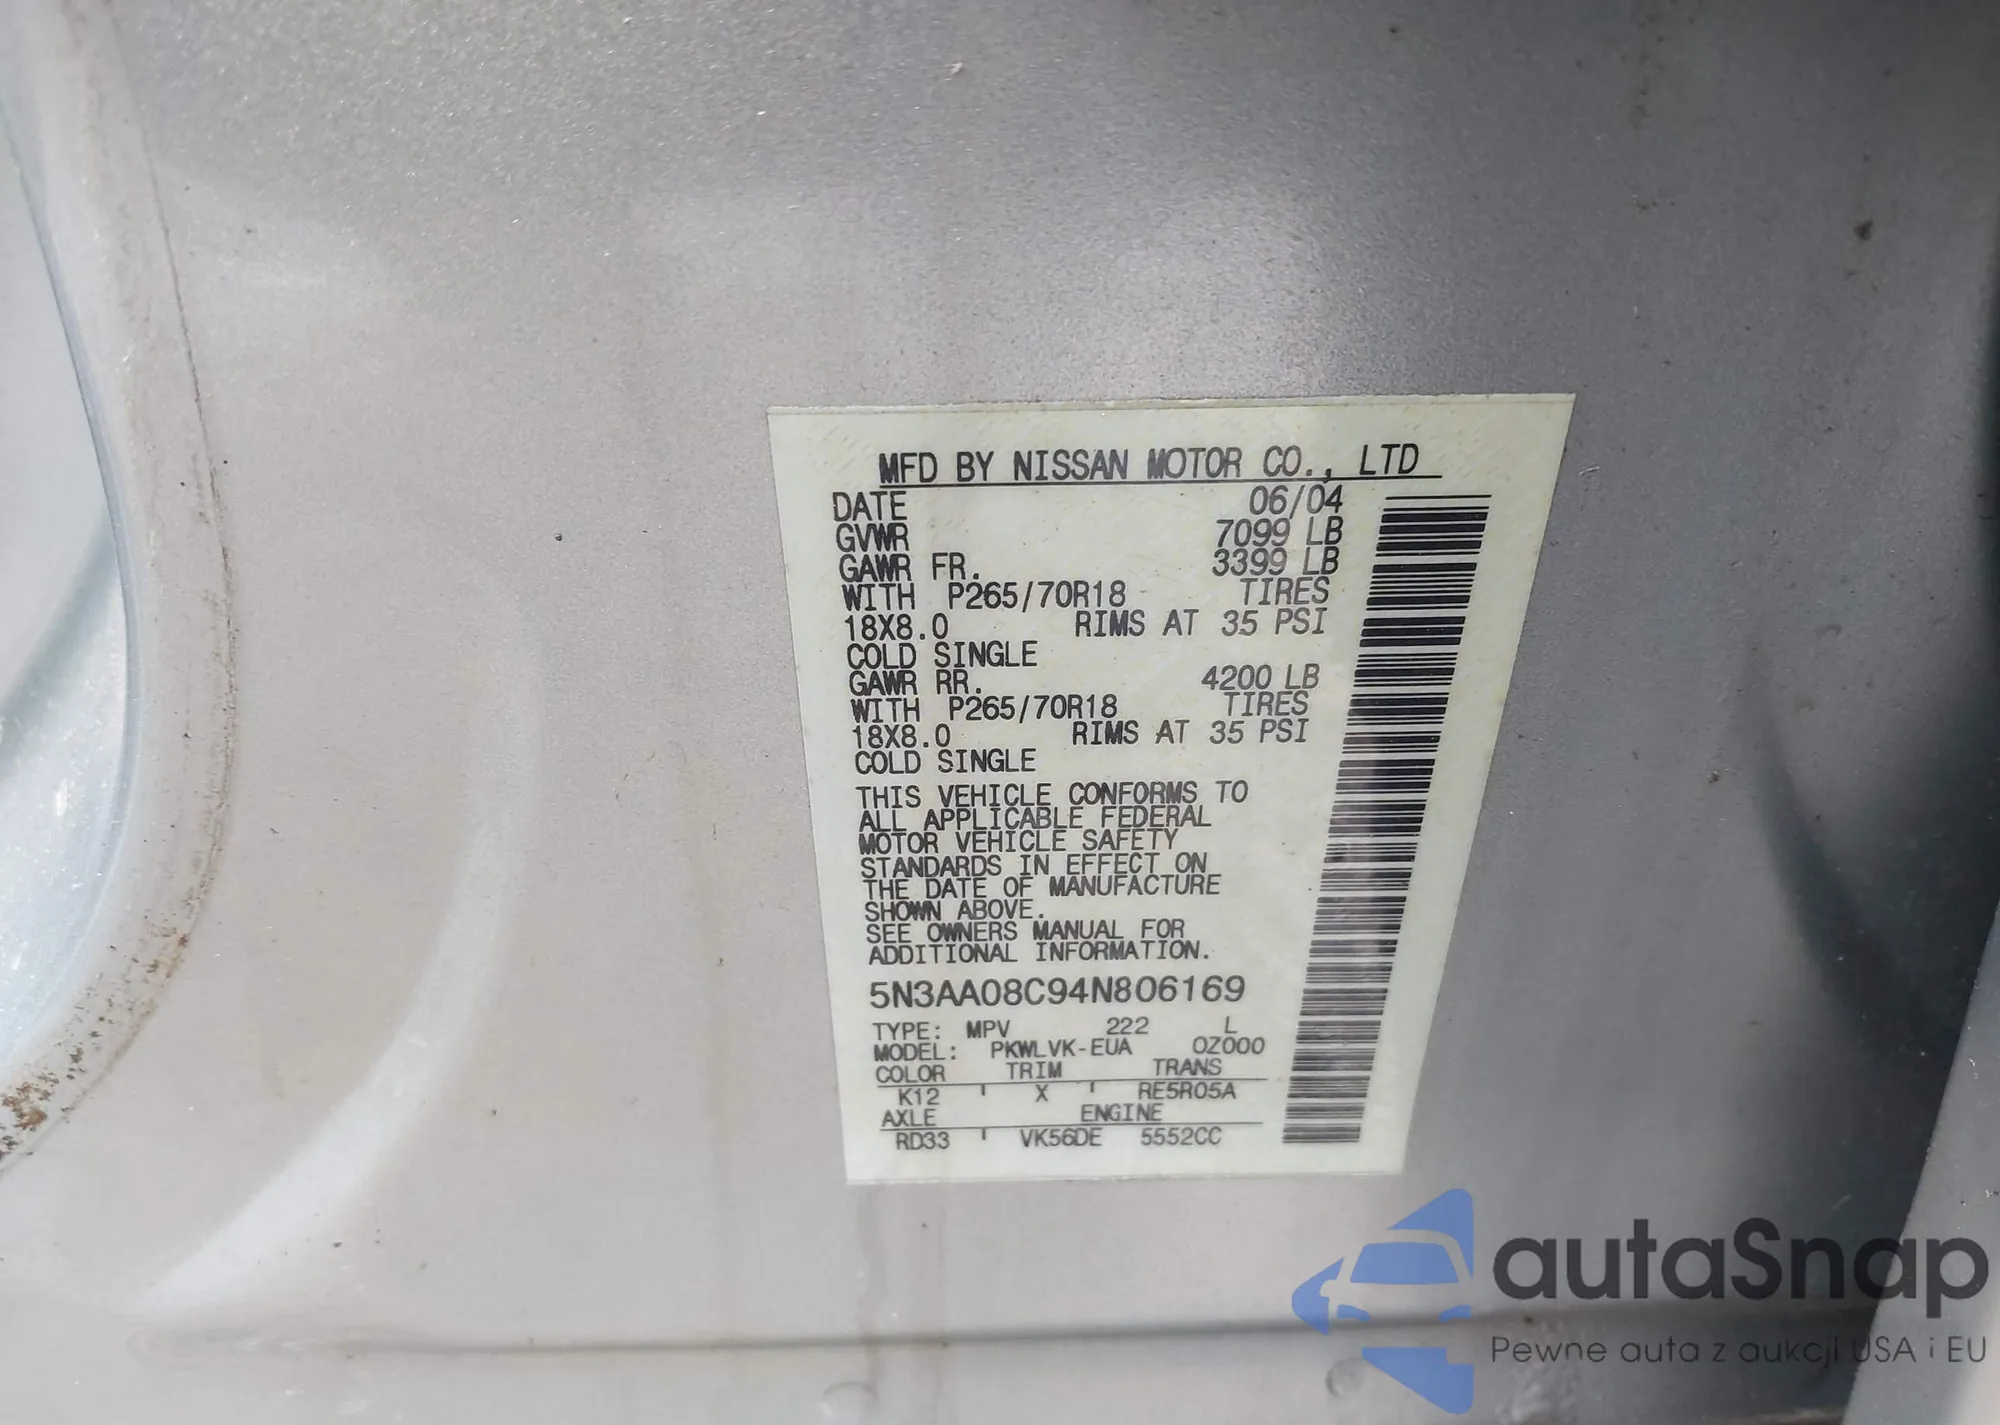 MFD BY NISSAN MOTOR CO., LTD
DATE 06/04
GVWR 7099 LB
GAWR FR. 3399 LB
WITH P265/70R18 TIRES
18X8.0 RIMS AT 35 PSI
COLD SINGLE
GAWR RR. 4200 LB
WITH P265/70R18 TIRES
18X8.0 RIMS AT 35 PSI
COLD SINGLE
THIS VEHICLE CONFORMS TO
ALL APPLICABLE FEDERAL
MOTOR VEHICLE SAFETY
STANDARDS IN EFFECT ON
THE DATE OF MANUFACTURE
SHOWN ABOVE.
SEE OWNERS MANUAL FOR
ADDITIONAL INFORMATION.
5N3AA08C94N806169
TYPE: MPV 222 L
MODEL: PKWLVK-EUA 0Z000
COLOR TRIM TRANS
K12 X RE5R05A
AXLE ENGINE
RD33 VK56DE 5552CC
autaSnap
Pewne auta z aukcji USA i EU